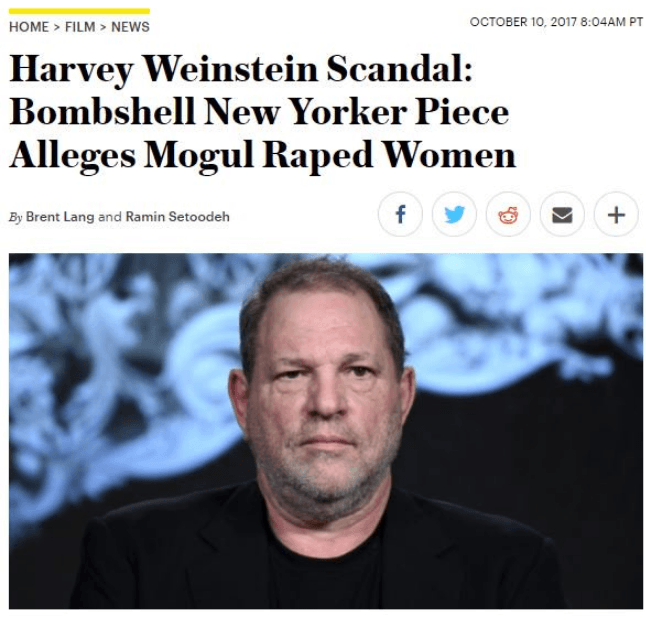 HOME > FILM > NEWS
OCTOBER 10, 2017 8:04AM PT
Harvey Weinstein Scandal:
Bombshell New Yorker Piece
Alleges Mogul Raped Women
By Brent Lang and Ramin Setoodeh